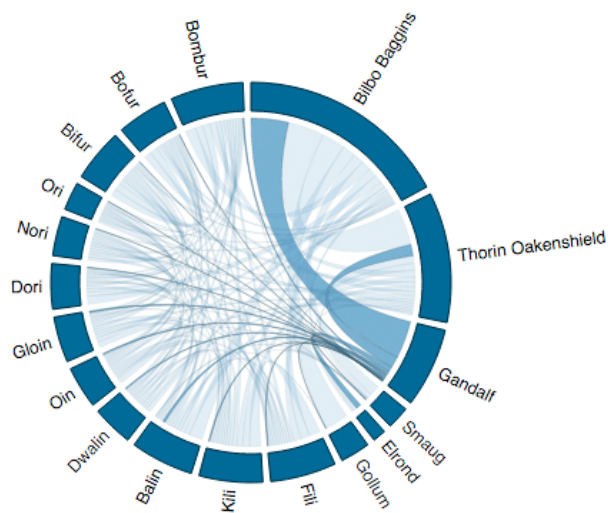 Bilbo Baggins
Thorin Oakenshield
Gandalf
Smaug
Elrond
Gollum
Fili
Kili
Balin
Dwalin
Oin
Gloin
Dori
Nori
Ori
Bifur
Bofur
Bombur